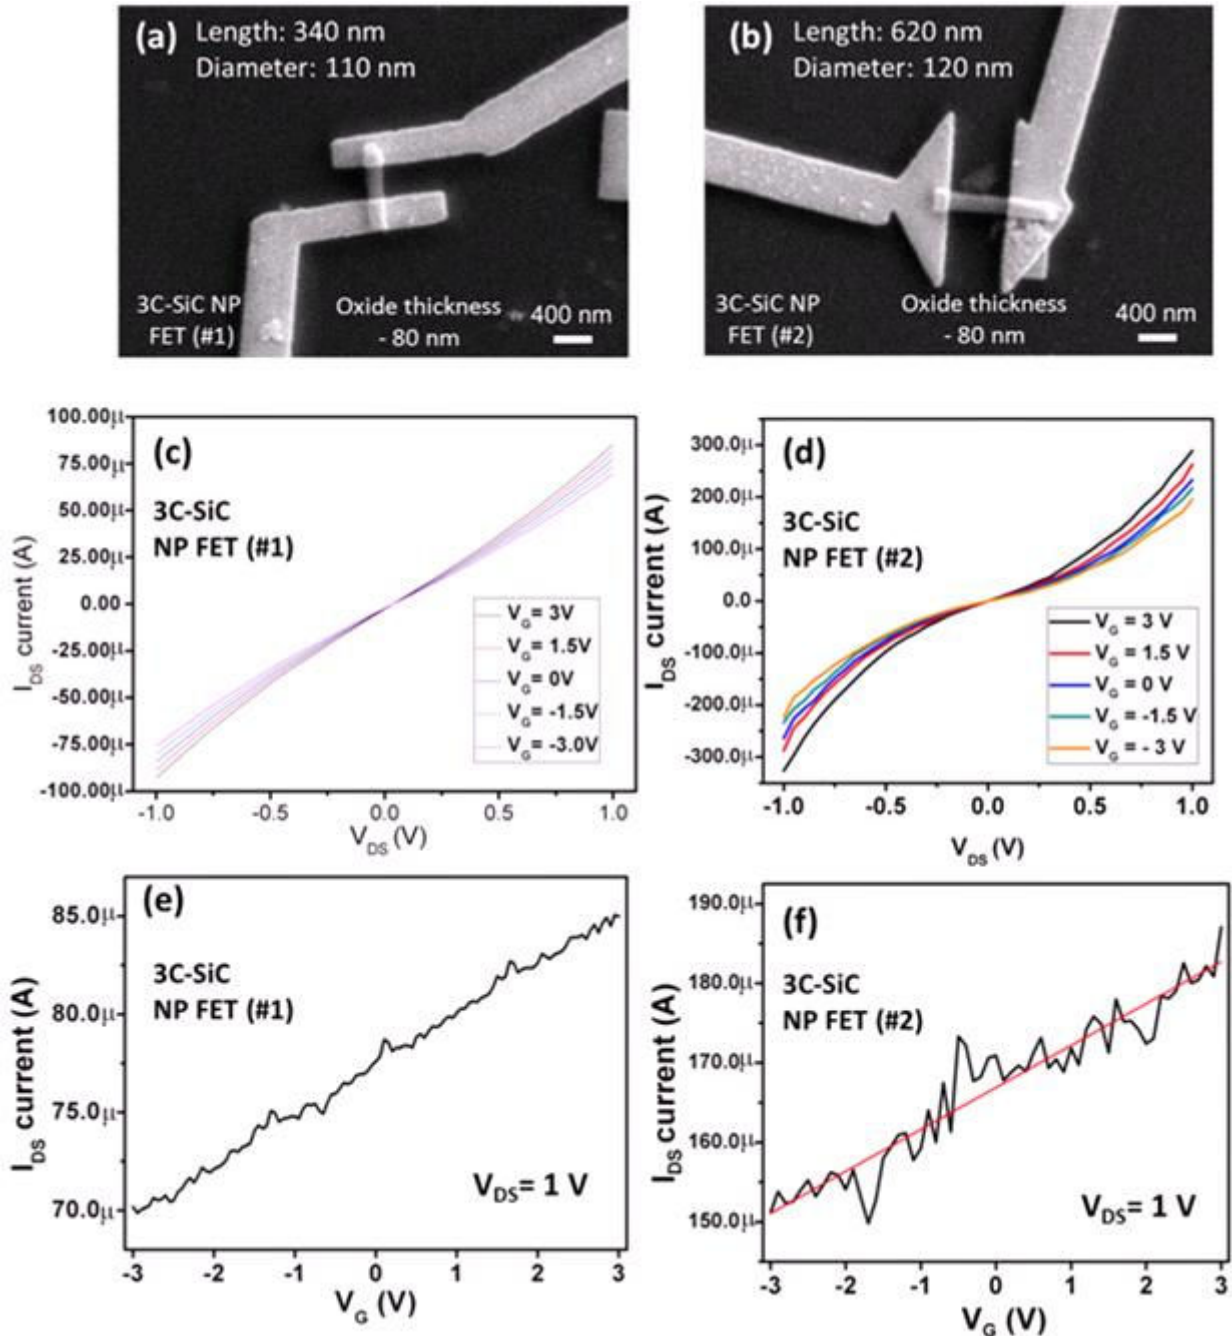 (a) Length: 340 nm
Diameter: 110 nm
3C-SiC NP
FET (#1)
Oxide thickness
- 80 nm
400 nm
(b) Length: 620 nm
Diameter: 120 nm
3C-SiC NP
FET (#2)
Oxide thickness
- 80 nm
400 nm
(c)
3C-SiC
NP FET (#1)
I_DS current (A)
100.00μ
75.00μ
50.00μ
25.00μ
0.00
-25.00μ
-50.00μ
-75.00μ
-100.00μ
V_G = 3V
V_G = 1.5V
V_G = 0V
V_G = -1.5V
V_G = -3.0V
-1.0 -0.5 0.0 0.5 1.0
V_DS (V)
(d)
3C-SiC
NP FET (#2)
I_DS current (A)
300.0μ
200.0μ
100.0μ
0.0
-100.0μ
-200.0μ
-300.0μ
V_G = 3 V
V_G = 1.5 V
V_G = 0 V
V_G = -1.5 V
V_G = - 3 V
-1.0 -0.5 0.0 0.5 1.0
V_DS (V)
(e)
3C-SiC
NP FET (#1)
I_DS current (A)
85.0μ
80.0μ
75.0μ
70.0μ
V_DS= 1 V
-3 -2 -1 0 1 2 3
V_G (V)
(f)
3C-SiC
NP FET (#2)
I_DS current (A)
190.0μ
180.0μ
170.0μ
160.0μ
150.0μ
V_DS= 1 V
-3 -2 -1 0 1 2 3
V_G (V)